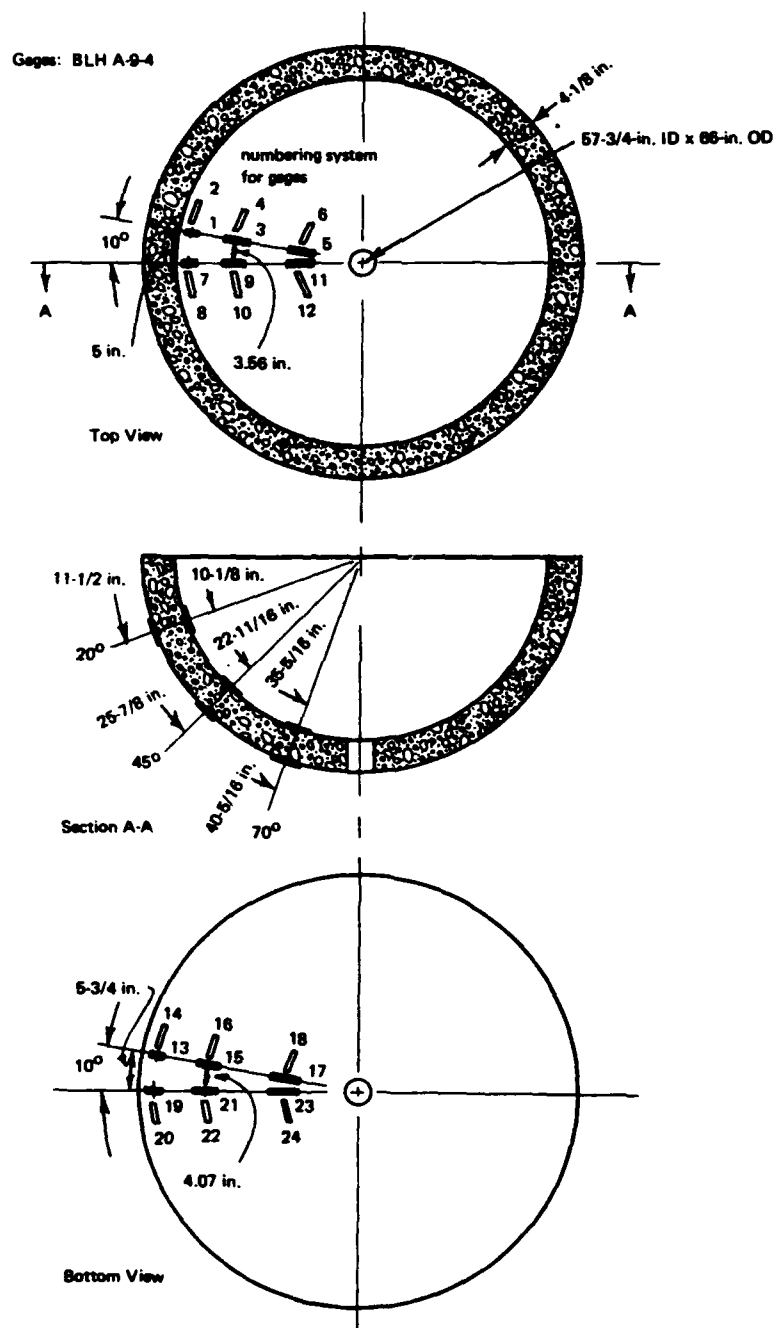 Gages: BLH A-9-4
4-1/8 in.
57-3/4-in. ID x 66-in. OD
numbering system
for gages
2
4
6
1
3
5
10°
7
9
11
8
10
12
A
A
5 in.
3.56 in.
Top View
11-1/2 in.
10-1/8 in.
22-11/16 in.
35-5/16 in.
20°
25-7/8 in.
45°
40-5/16 in.
70°
Section A-A
5-3/4 in.
14
16
18
13
15
17
10°
19
21
23
20
22
24
4.07 in.
Bottom View